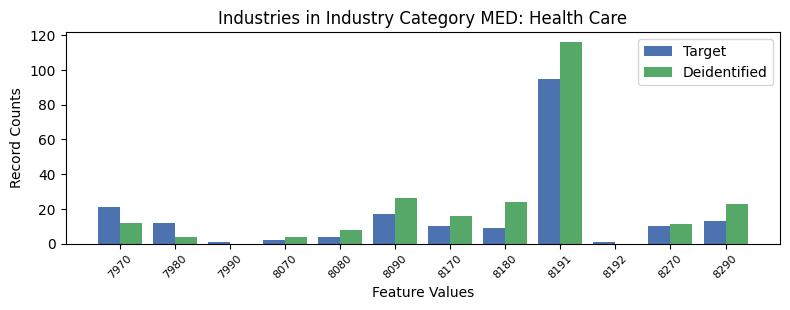 Industries in Industry Category MED: Health Care
Target
Deidentified
Record Counts
120
100
80
60
40
20
0
7970 7980 7990 8070 8080 8090 8170 8180 8191 8192 8270 8290
Feature Values